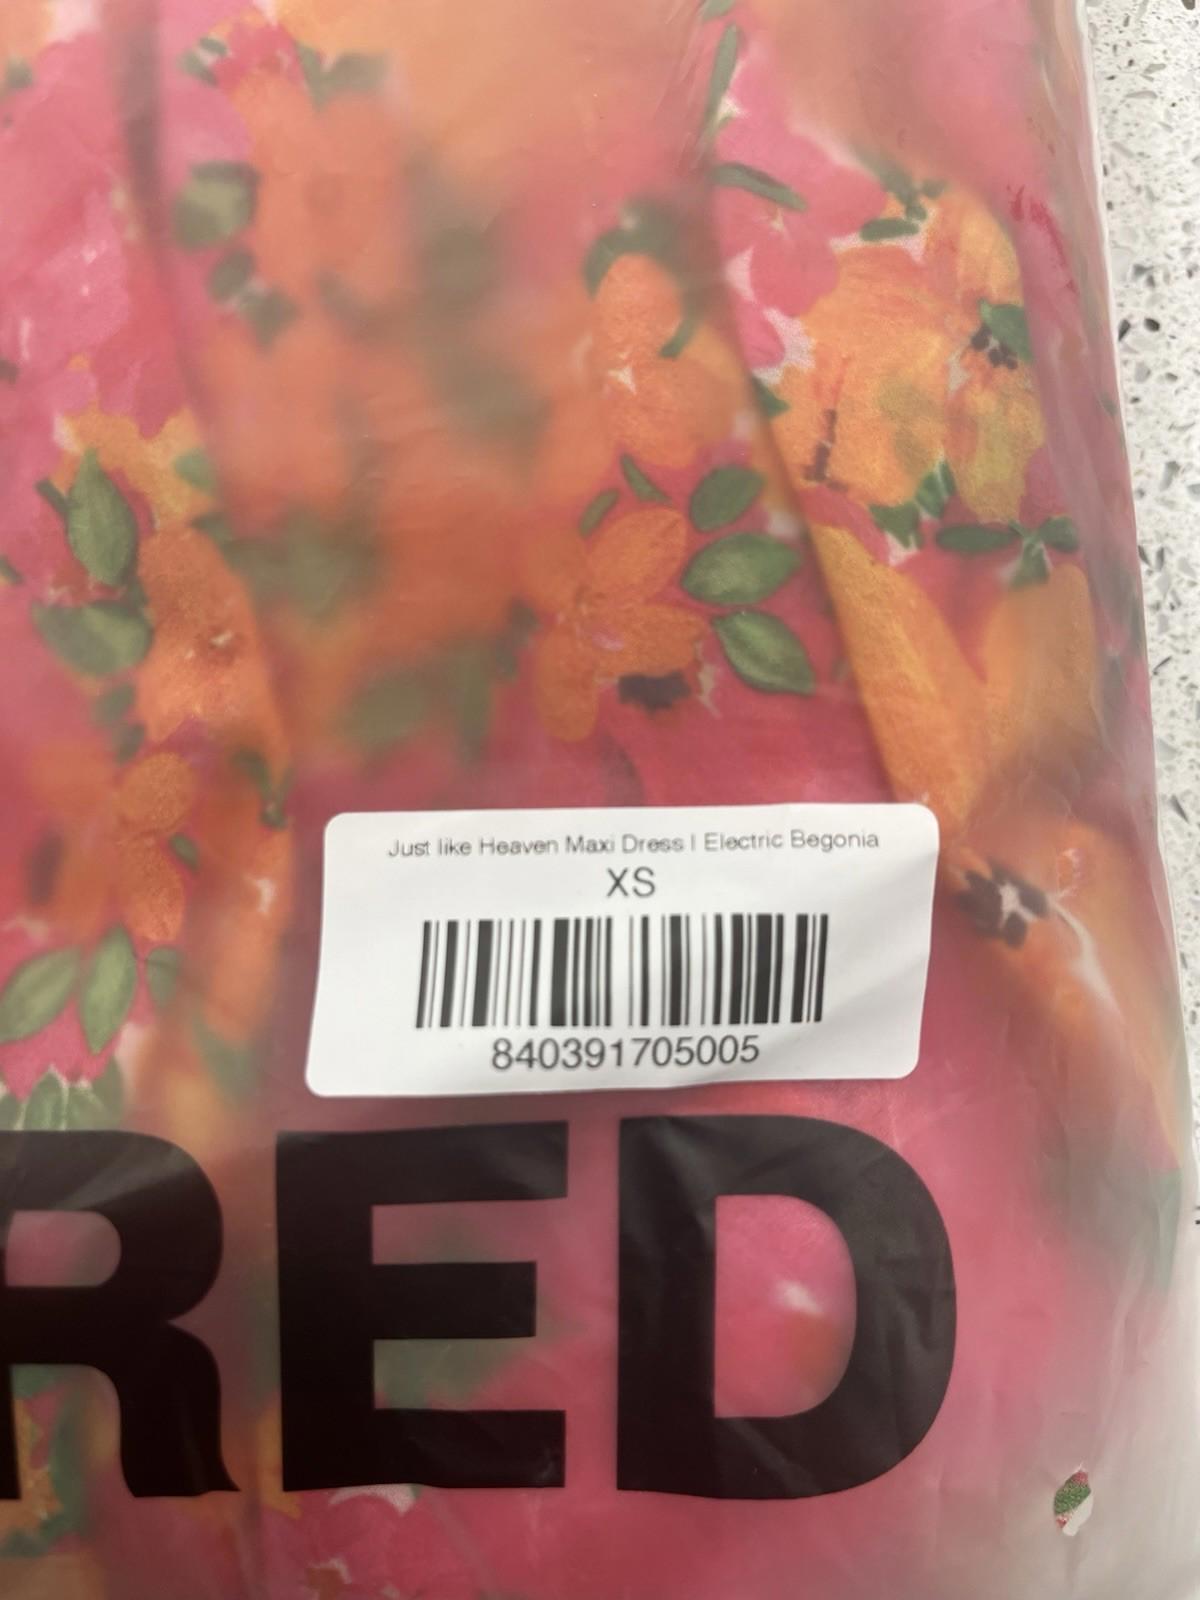 Just like Heaven Maxi Dress | Electric Begonia
XS
840391705005
RED